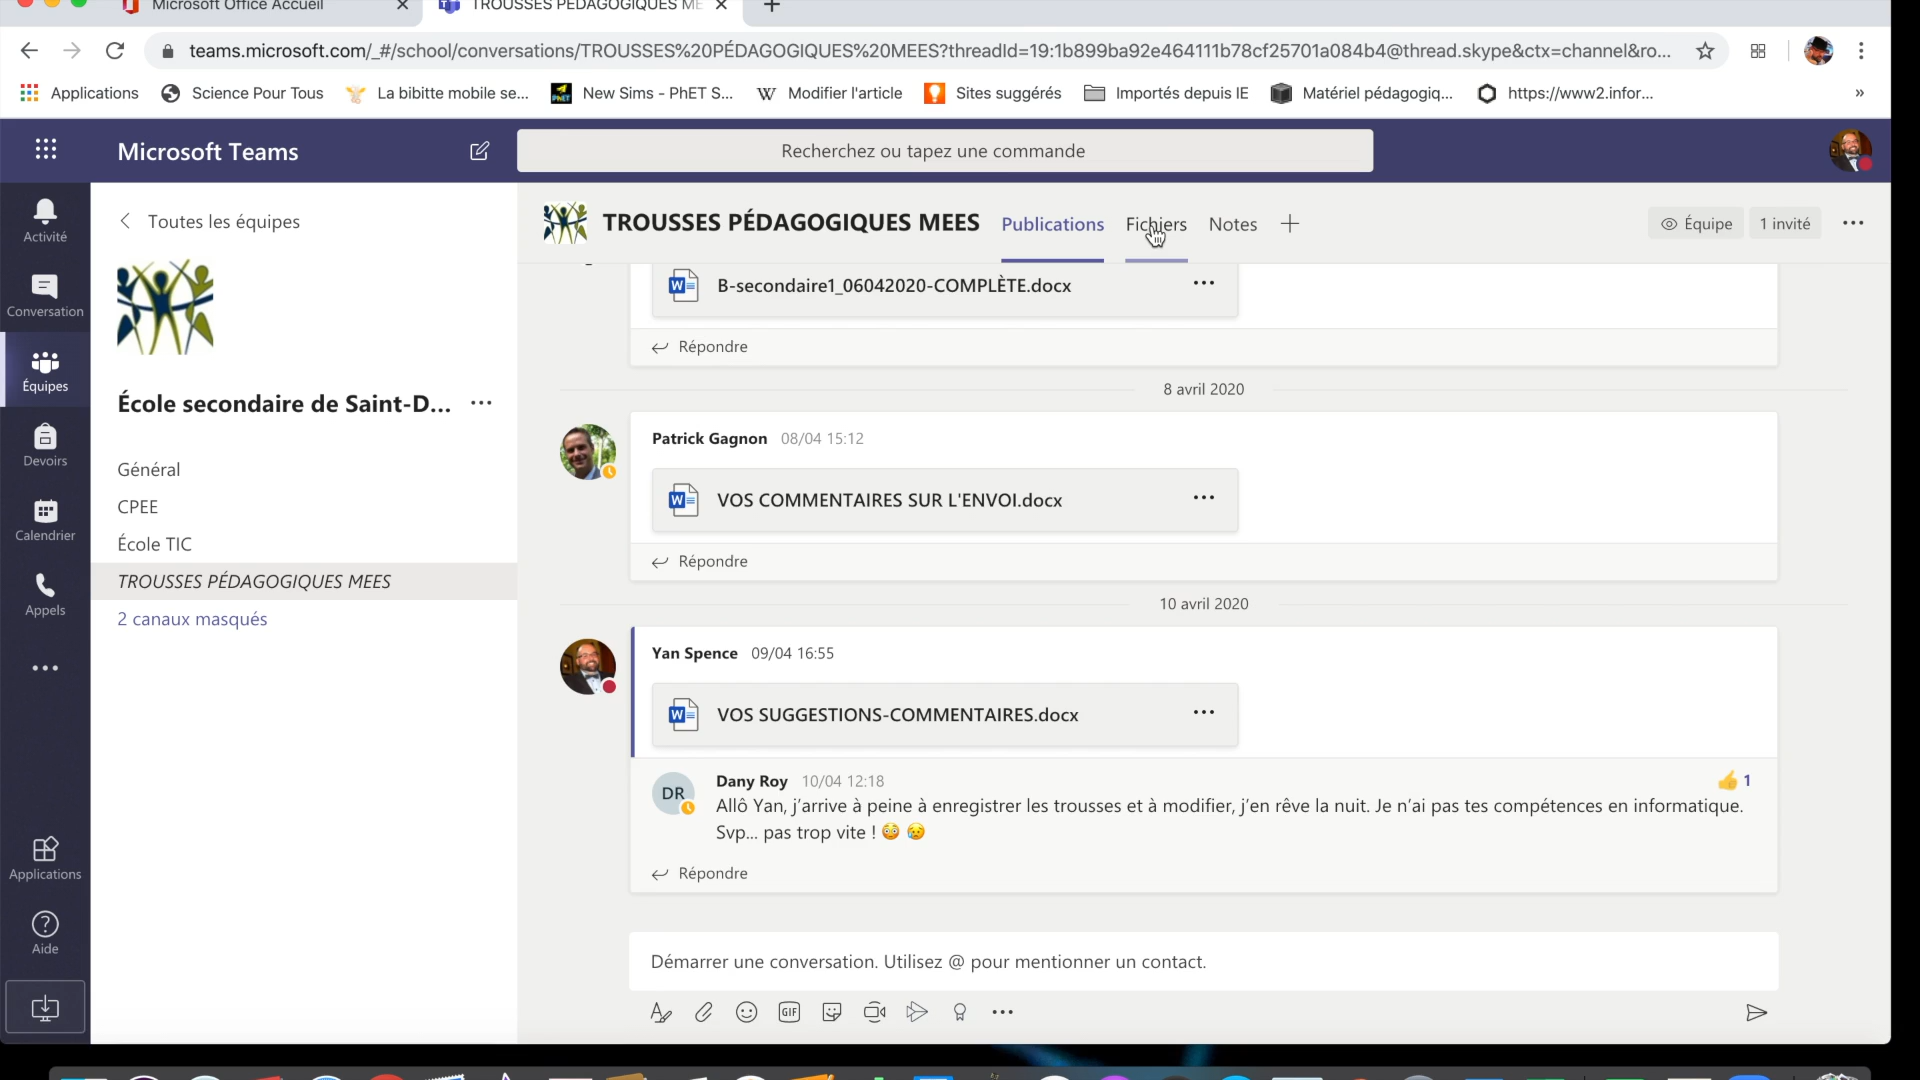 Microsoft Office Accueil
TROUSSES PÉDAGOGIQUES ME
teams.microsoft.com/_#/school/conversations/TROUSSES%20PÉDAGOGIQUES%20MEES?threadId=19:1b899ba92e464111b78cf25701a084b4@thread.skype&ctx=channel&ro...
Applications
Science Pour Tous
La bibitte mobile se...
New Sims - PhET S...
Modifier l'article
Sites suggérés
Importés depuis IE
Matériel pédagogiq...
https://www2.infor...
»
Microsoft Teams
Recherchez ou tapez une commande
Activité
Conversation
Équipes
Devoirs
Calendrier
Appels
Applications
Aide
Toutes les équipes
École secondaire de Saint-D...
Général
CPEE
École TIC
TROUSSES PÉDAGOGIQUES MEES
2 canaux masqués
TROUSSES PÉDAGOGIQUES MEES
Publications
Fichiers
Notes
Équipe
1 invité
B-secondaire1_06042020-COMPLÈTE.docx
Répondre
8 avril 2020
Patrick Gagnon 08/04 15:12
VOS COMMENTAIRES SUR L'ENVOI.docx
Répondre
10 avril 2020
Yan Spence 09/04 16:55
VOS SUGGESTIONS-COMMENTAIRES.docx
DR
Dany Roy 10/04 12:18
👍 1
Allô Yan, j'arrive à peine à enregistrer les trousses et à modifier, j'en rêve la nuit. Je n'ai pas tes compétences en informatique.
Svp... pas trop vite ! 😳 😥
Répondre
Démarrer une conversation. Utilisez @ pour mentionner un contact.
GIF